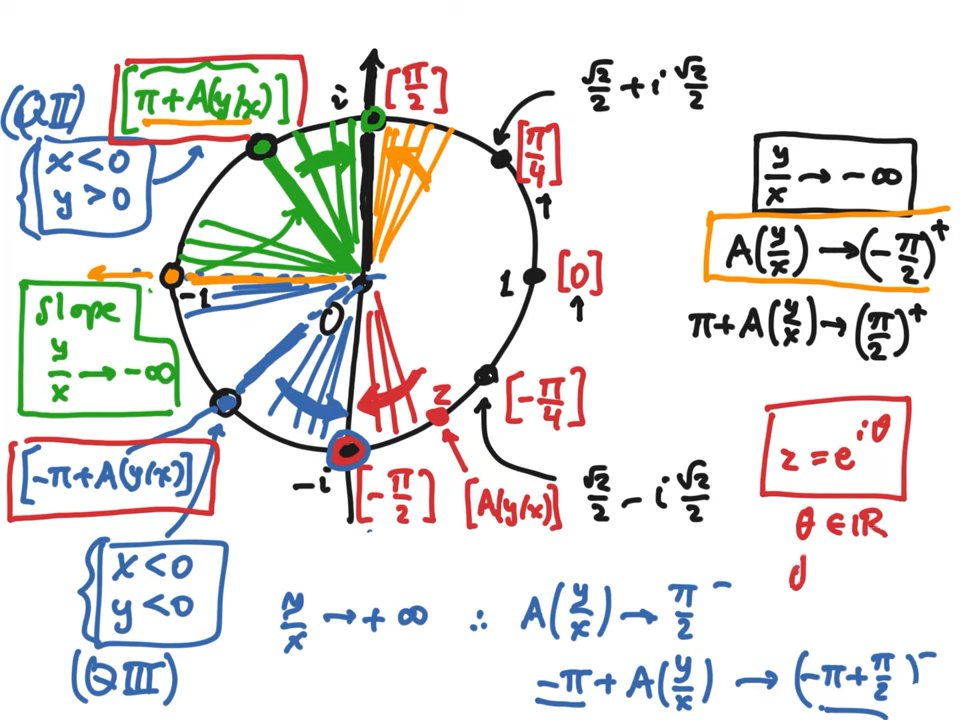 [π + A(y/x)]
(QII)
x < 0
y > 0
i
[π/2]
√2/2 + i √2/2
[π/4]
↑
y/x → -∞
A(y/x) → (-π/2)⁺
π + A(y/x) → (π/2)⁺
-1
1
[0]
↑
0
slope
y/x → -∞
[-π/4]
z
[-π + A(y/x)]
-i
[-π/2]
[A(y/x)]
√2/2 - i √2/2
z = e^{iθ}
θ ∈ ℝ
x < 0
y < 0
(QIII)
y/x → +∞ ∴ A(y/x) → π/2⁻
-π + A(y/x) → (-π + π/2)⁻